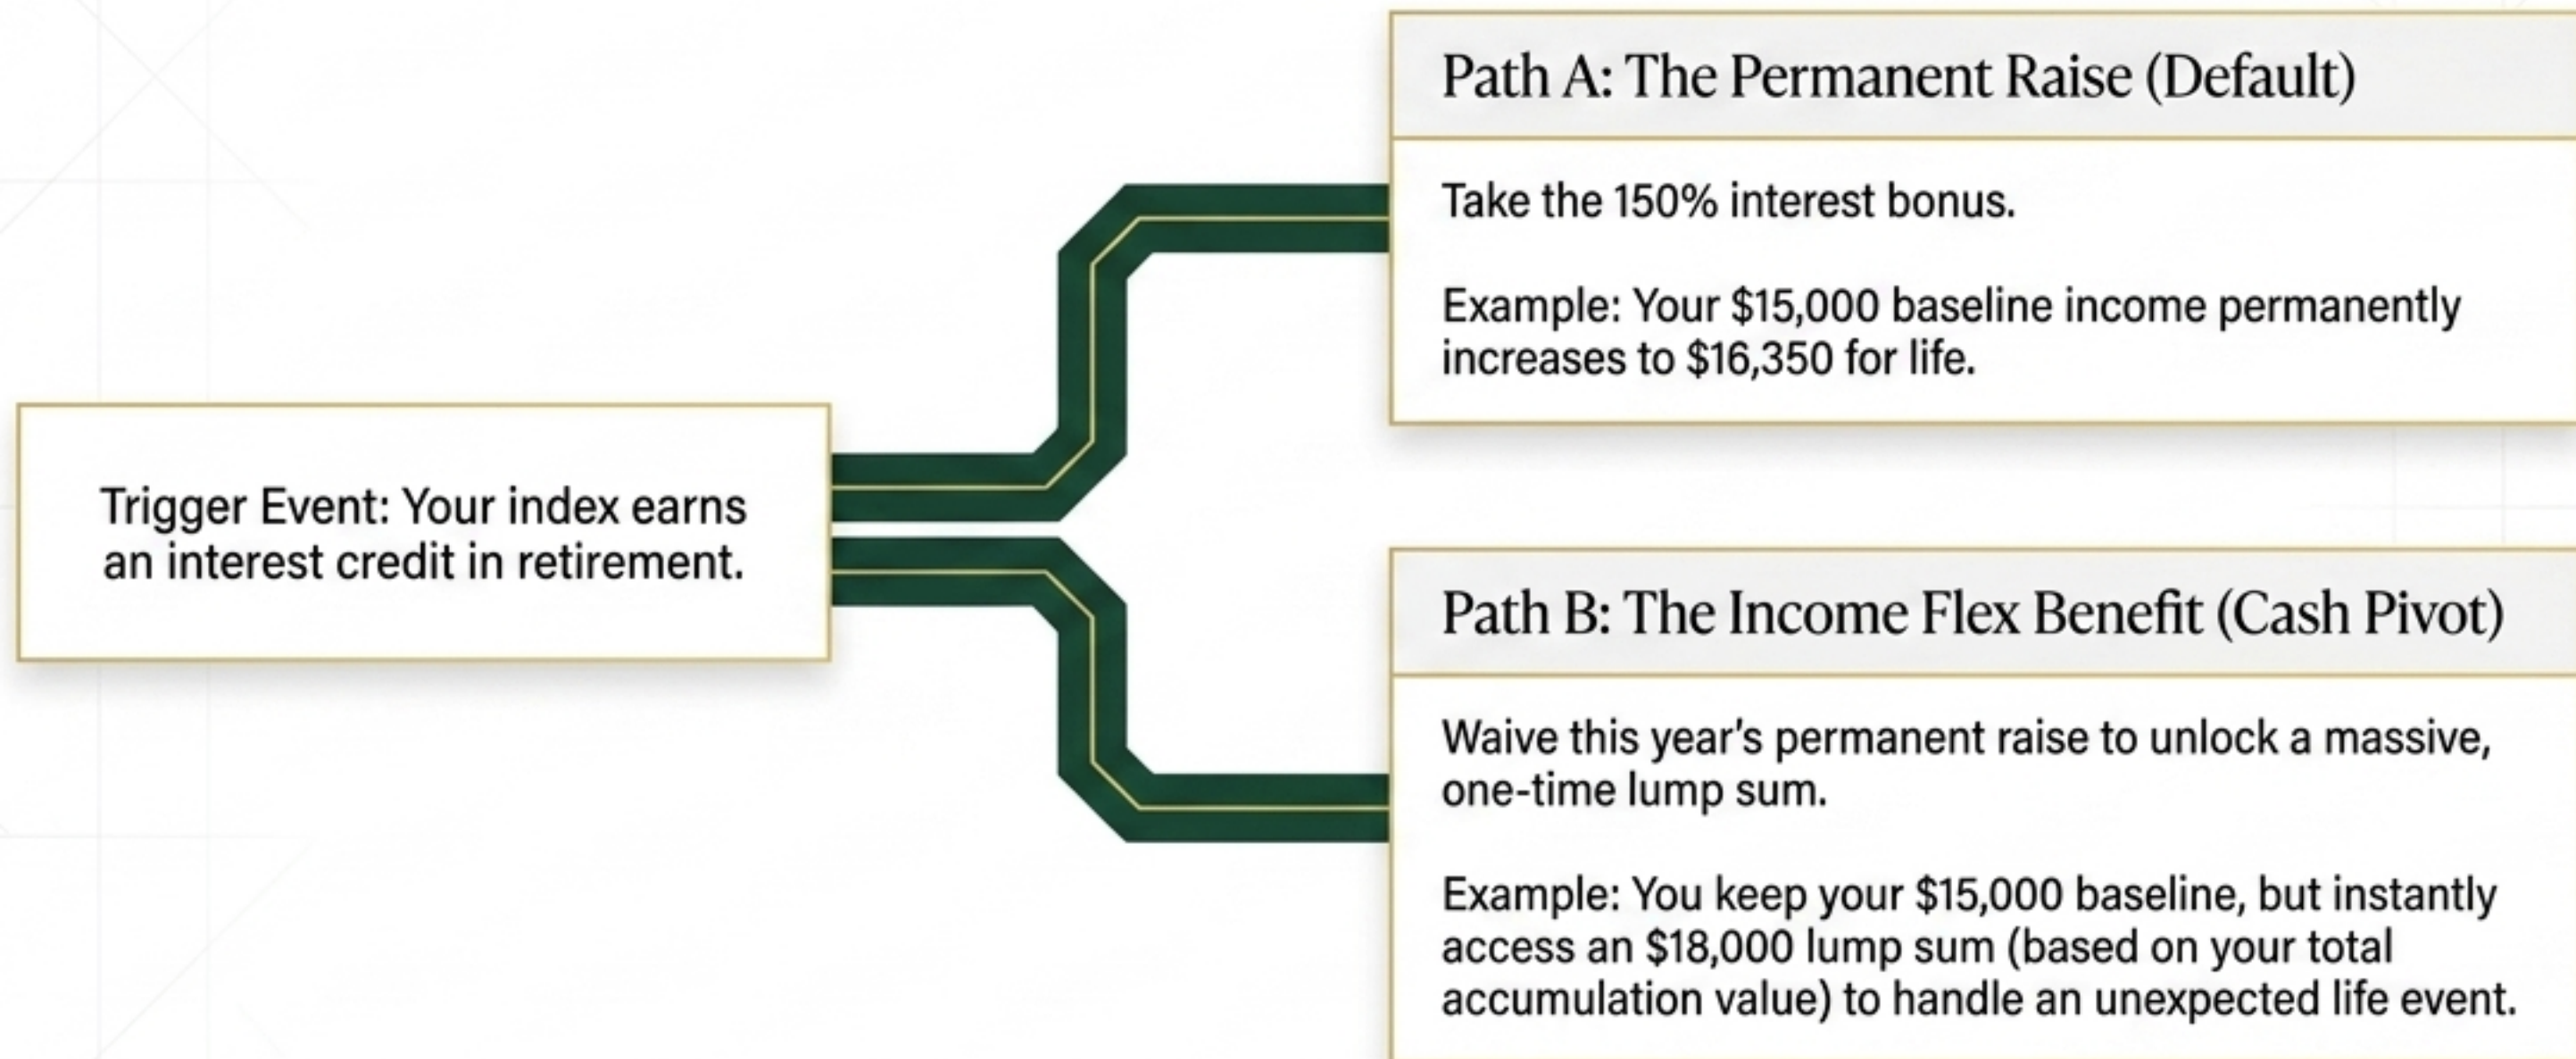 Trigger Event: Your index earns
an interest credit in retirement.
Path A: The Permanent Raise (Default)
Take the 150% interest bonus.
Example: Your $15,000 baseline income permanently
increases to $16,350 for life.
Path B: The Income Flex Benefit (Cash Pivot)
Waive this year’s permanent raise to unlock a massive,
one-time lump sum.
Example: You keep your $15,000 baseline, but instantly
access an $18,000 lump sum (based on your total
accumulation value) to handle an unexpected life event.